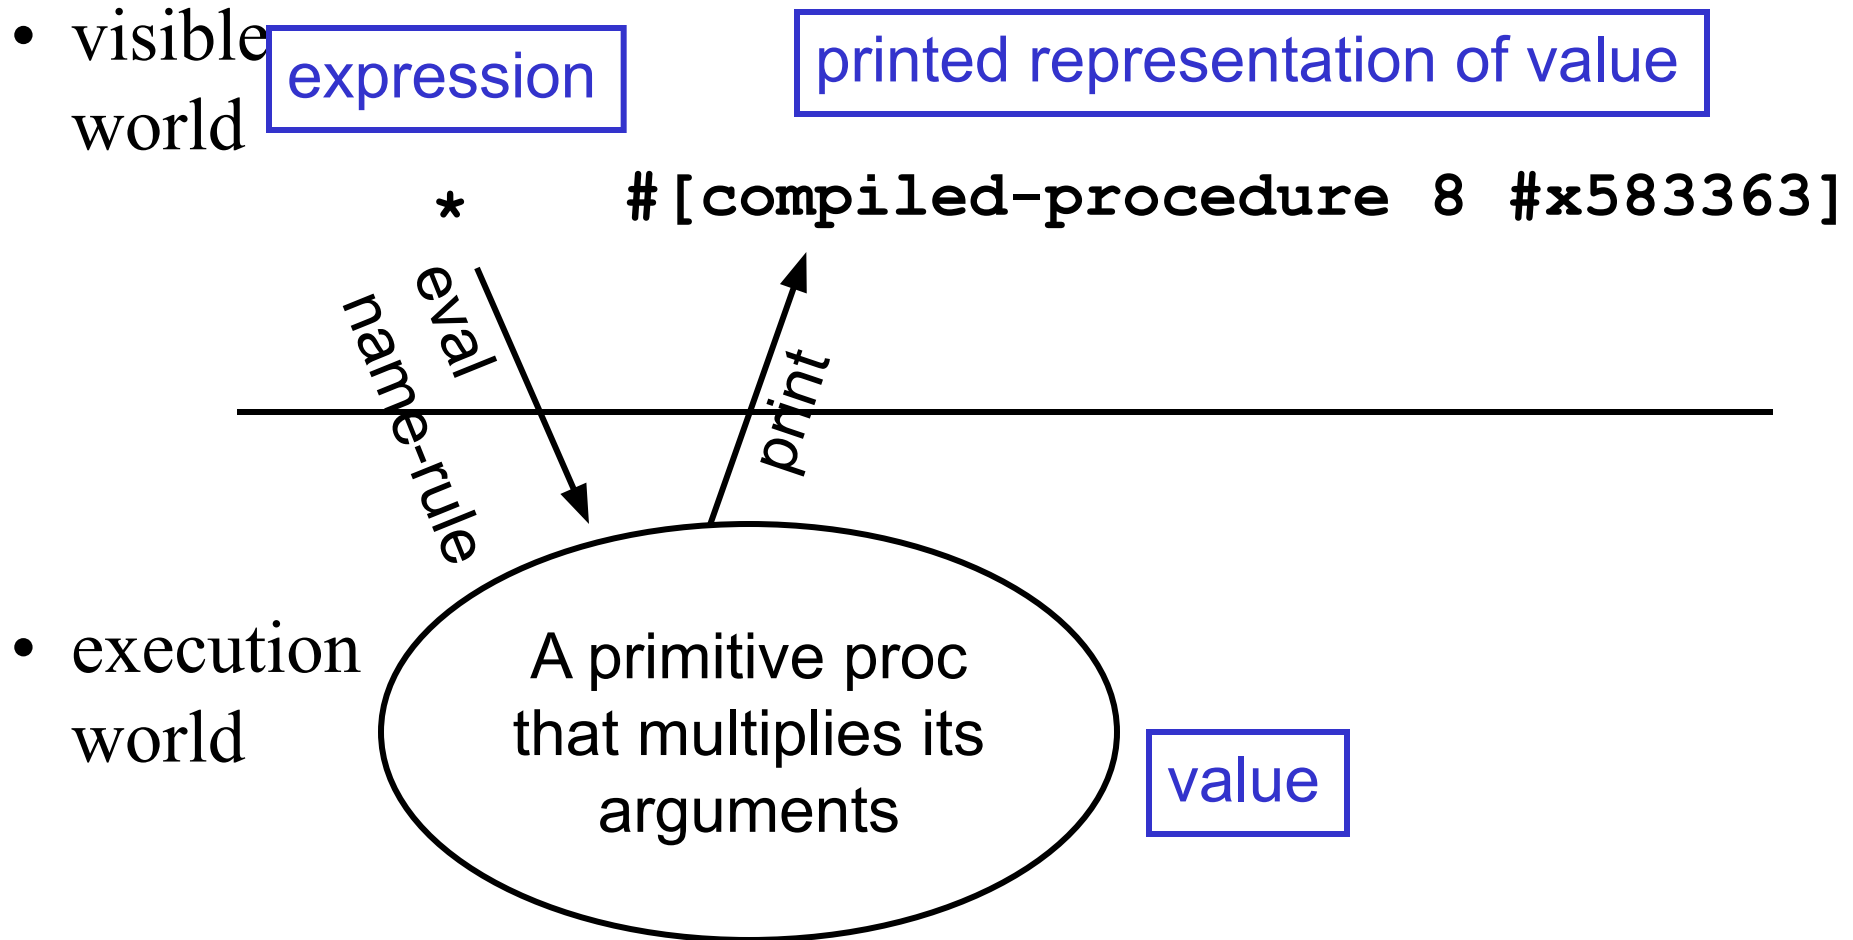 • visible
world
expression
printed representation of value
* #[compiled-procedure 8 #x583363]
eval
name-rule
print
• execution
world
A primitive proc
that multiplies its
arguments
value